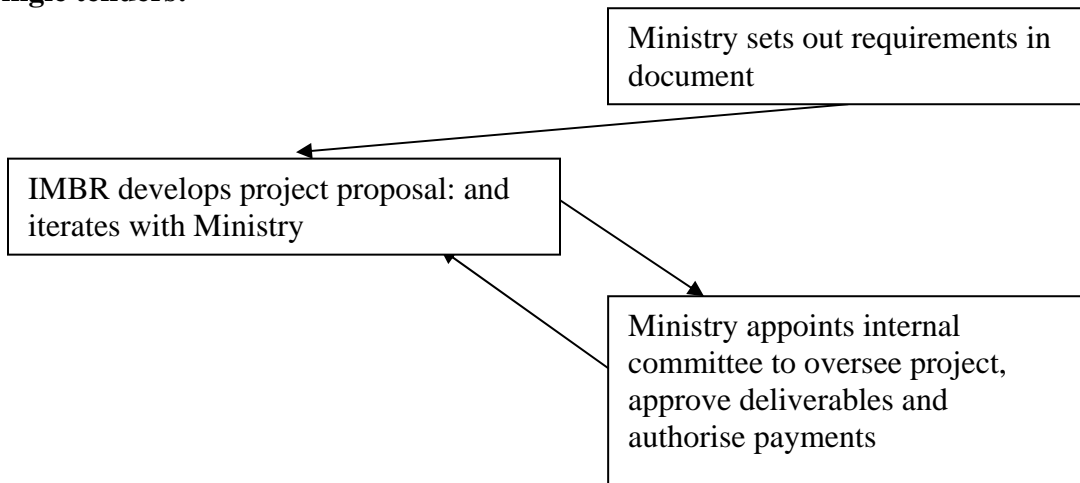 tenders:
Ministry sets out requirements in
document
IMBR develops project proposal: and
iterates with Ministry
Ministry appoints internal
committee to oversee project,
approve deliverables and
authorise payments